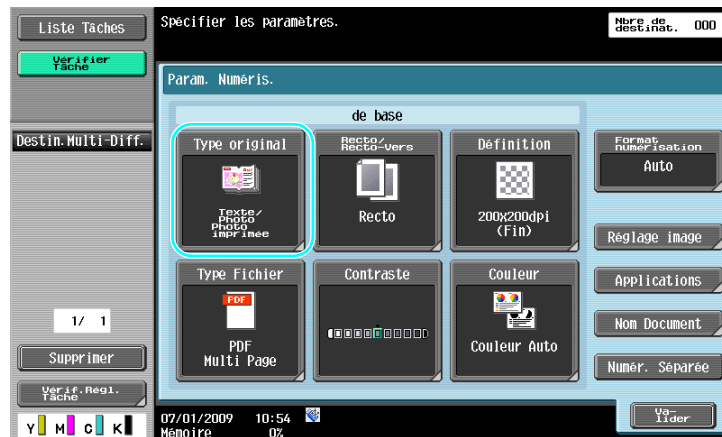 Liste Tâches
Spécifier les paramètres.
Nbre de
destinat. 000
Vérifier
Tâche
Param. Numéris.
de base
Destin.Multi-Diff.
Type original
Texte/
Photo
Photo
imprimée
Recto/
Recto-Vers
Recto
Définition
200x200dpi
(Fin)
Format
numérisation
Auto
Réglage image
Type Fichier
PDF
PDF
Multi Page
Contraste
Couleur
Couleur Auto
Applications
Nom Document
Numér. Séparée
1/ 1
Supprimer
Vérif.Régl.
Tâche
Y M C K
07/01/2009 10:54
Mémoire 0%
Va-
lider